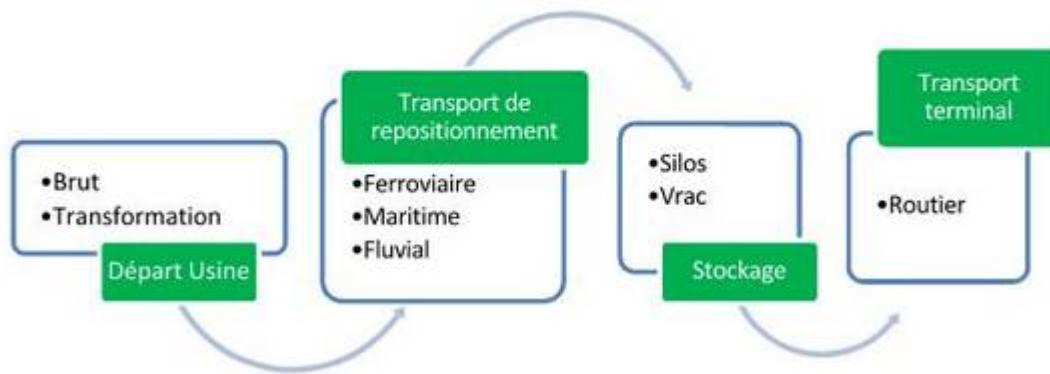 •Brut
•Transformation
Départ Usine
Transport de
repositionnement
•Ferroviaire
•Maritime
•Fluvial
•Silos
•Vrac
Stockage
Transport
terminal
•Routier